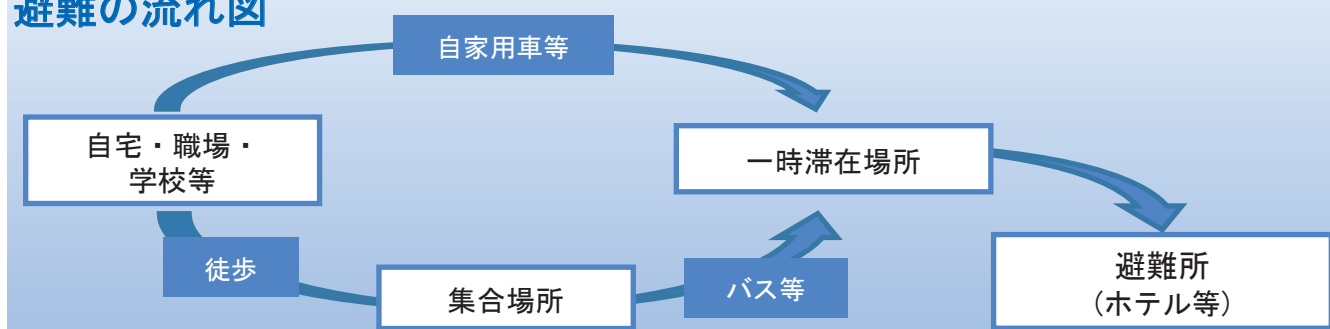 避難の流れ図
自家用車等
自宅・職場・
学校等
一時滞在場所
徒歩
集合場所
バス等
避難所
（ホテル等）